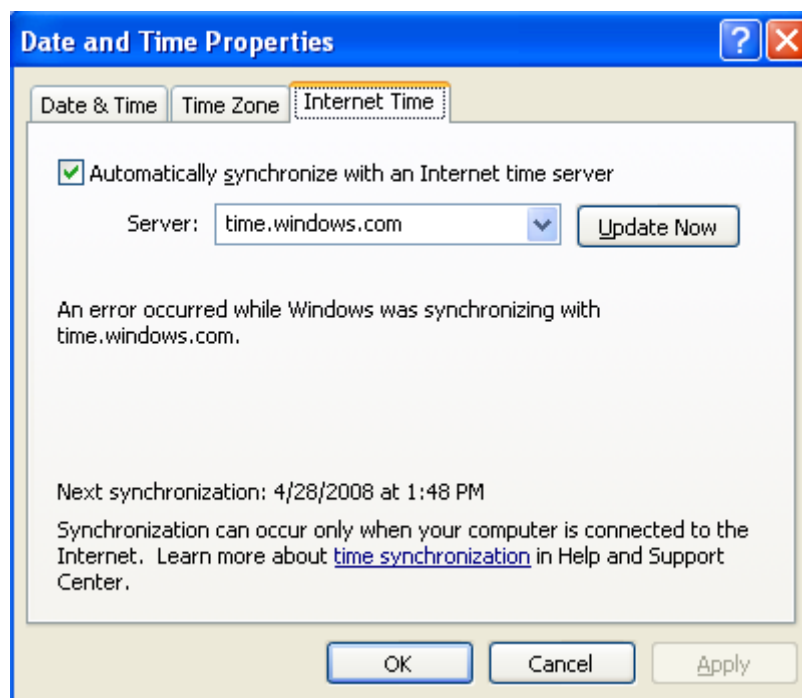 Date and Time Properties
Date & Time Time Zone Internet Time
Automatically synchronize with an Internet time server
Server: time.windows.com Update Now
An error occurred while Windows was synchronizing with
time.windows.com.
Next synchronization: 4/28/2008 at 1:48 PM
Synchronization can occur only when your computer is connected to the
Internet. Learn more about time synchronization in Help and Support
Center.
OK Cancel Apply